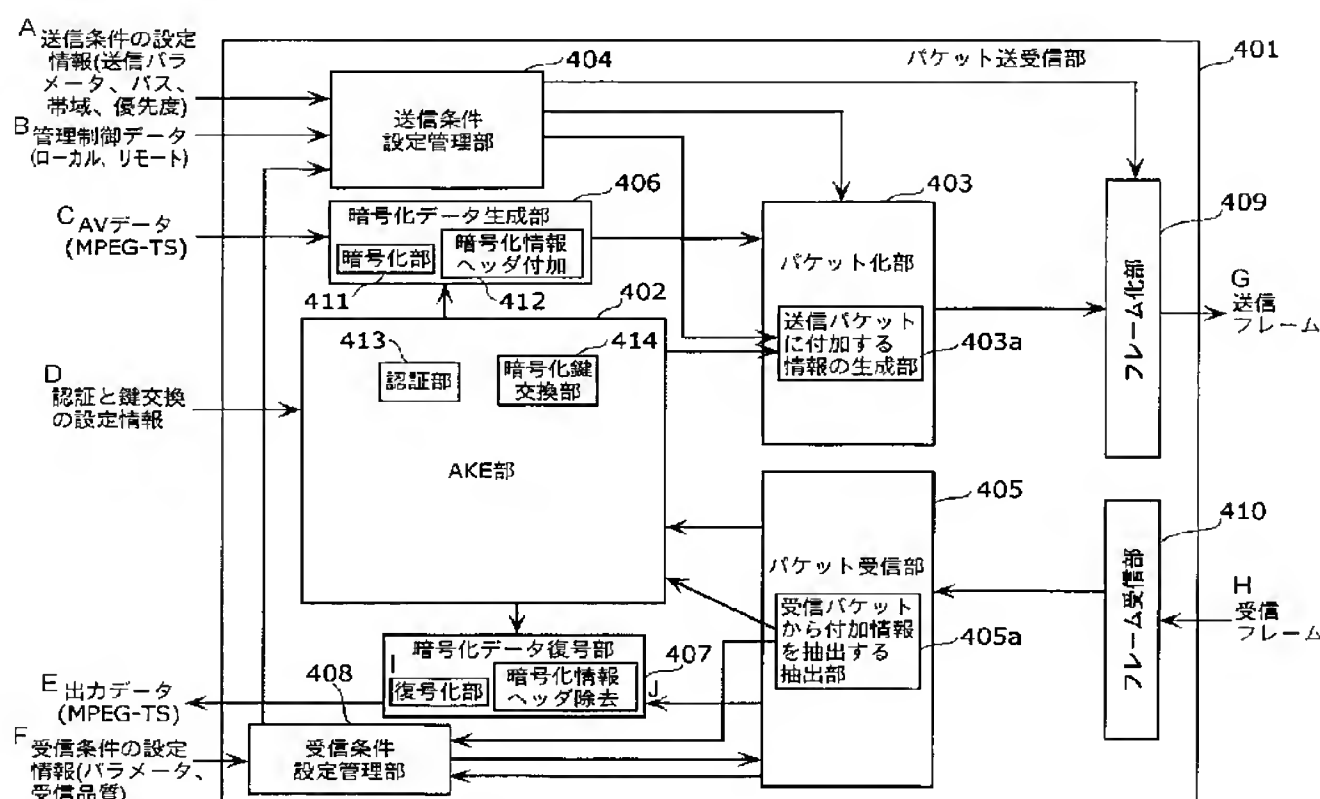 A 送信条件の設定
情報(送信パラ
メータ、パス、
帯域、優先度)
B 管理制御データ
(ローカル、リモート)
C AVデータ
(MPEG-TS)
D
認証と鍵交換
の設定情報
E 出力データ
(MPEG-TS)
F 受信条件の設定
情報(パラメータ、
受信品質)
404
送信条件
設定管理部
パケット送受信部
401
406
暗号化データ生成部
暗号化部
暗号化情報
ヘッダ付加
411
412
402
413
認証部
414
暗号化鍵
交換部
AKE部
403
パケット化部
送信パケット
に付加する
情報の生成部
403a
409
フレーム化部
G
送信
フレーム
405
パケット受信部
受信パケット
から付加情報
を抽出する
抽出部
405a
410
フレーム受信部
H
受信
フレーム
暗号化データ復号部
407
I
復号化部
暗号化情報
ヘッダ除去
J
408
受信条件
設定管理部